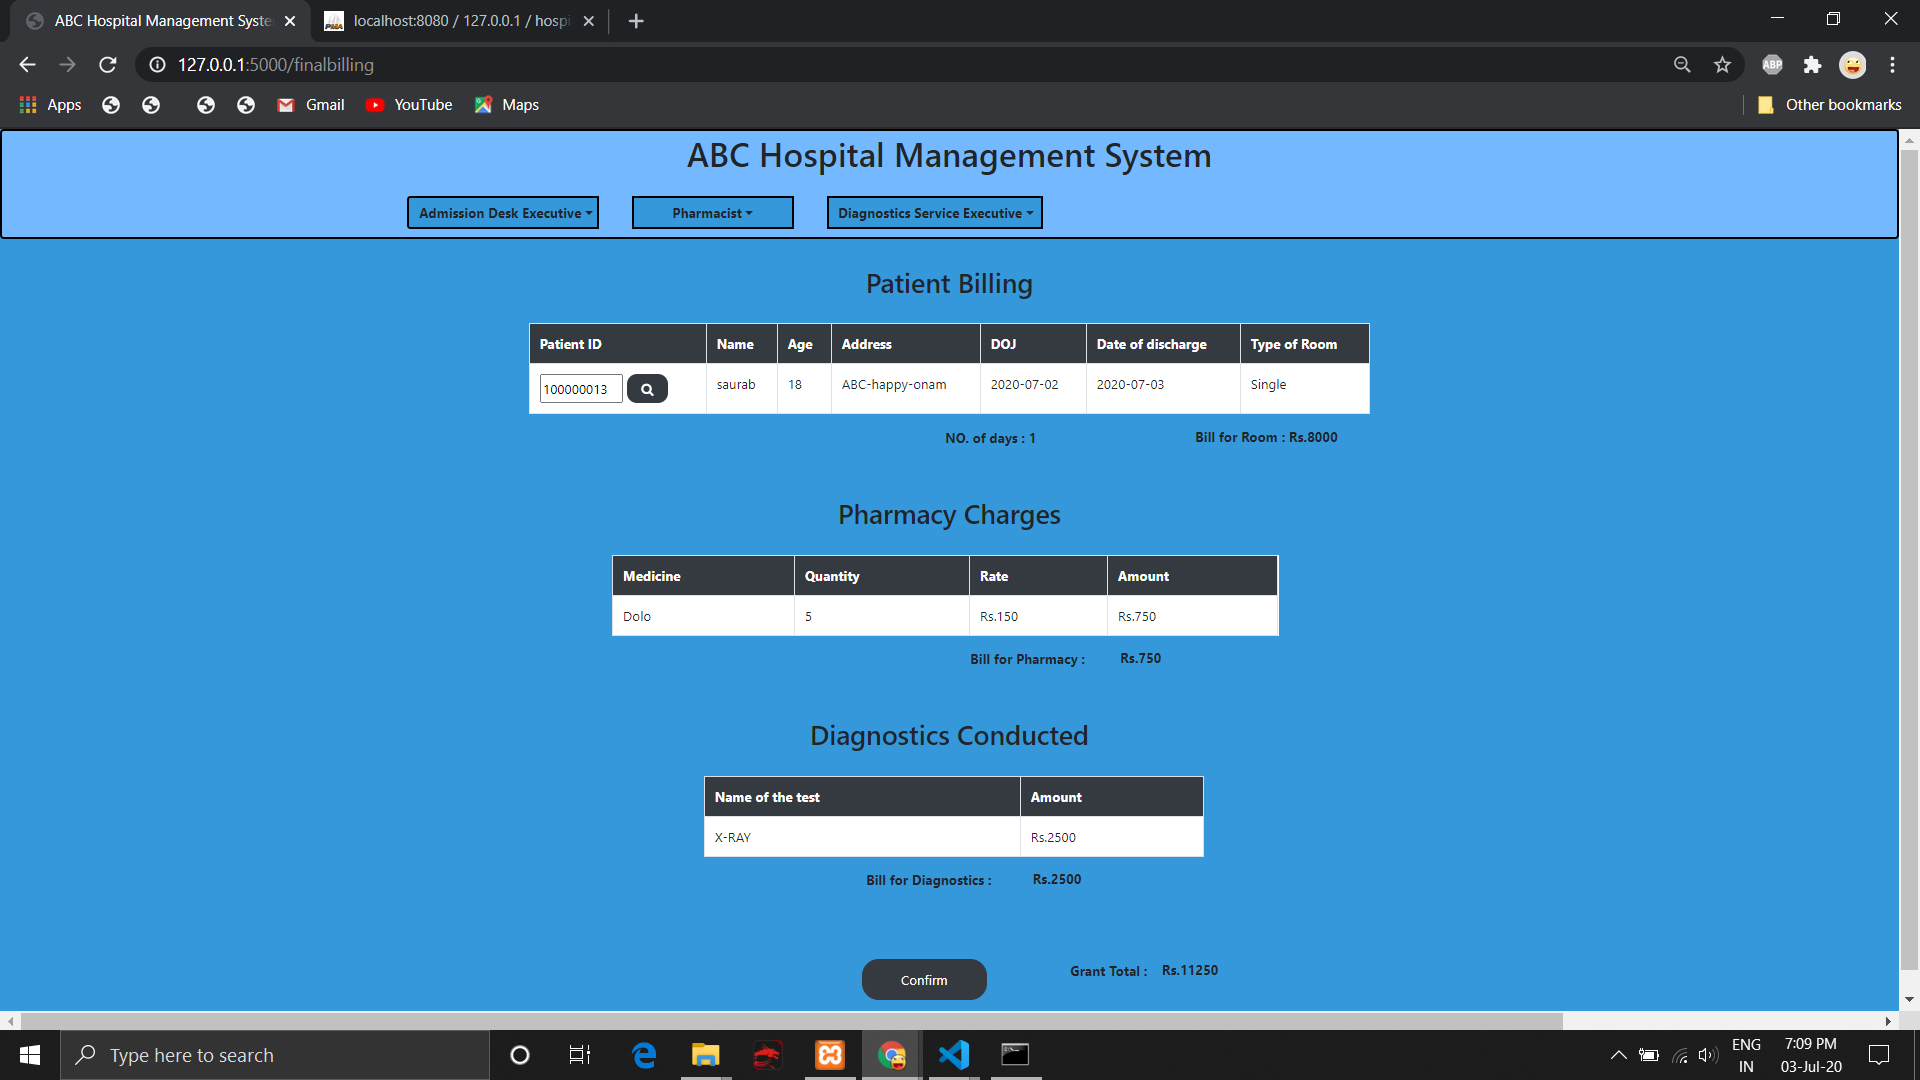 ABC Hospital Management Syste
localhost:8080 / 127.0.0.1 / hospi
127.0.0.1:5000/finalbilling
ABP
Apps Gmail YouTube Maps Other bookmarks
ABC Hospital Management System
Admission Desk Executive Pharmacist Diagnostics Service Executive
Patient Billing
Patient ID Name Age Address DOJ Date of discharge Type of Room
100000013 saurab 18 ABC-happy-onam 2020-07-02 2020-07-03 Single
NO. of days : 1 Bill for Room : Rs.8000
Pharmacy Charges
Medicine Quantity Rate Amount
Dolo 5 Rs.150 Rs.750
Bill for Pharmacy : Rs.750
Diagnostics Conducted
Name of the test Amount
X-RAY Rs.2500
Bill for Diagnostics : Rs.2500
Confirm Grant Total : Rs.11250
Type here to search
ENG
IN
7:09 PM
03-Jul-20